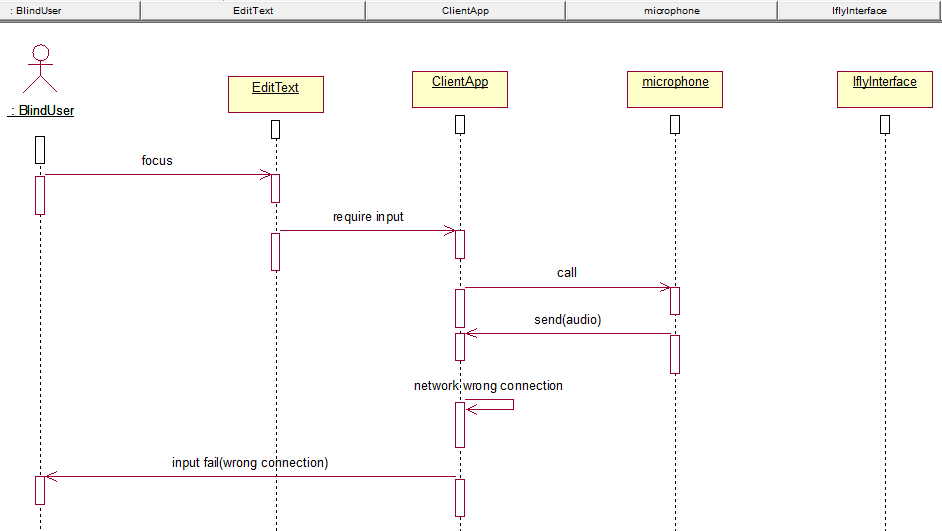 : BlindUser
EditText
ClientApp
microphone
IflyInterface
: BlindUser
EditText
ClientApp
microphone
IflyInterface
focus
require input
call
send(audio)
network wrong connection
input fail(wrong connection)